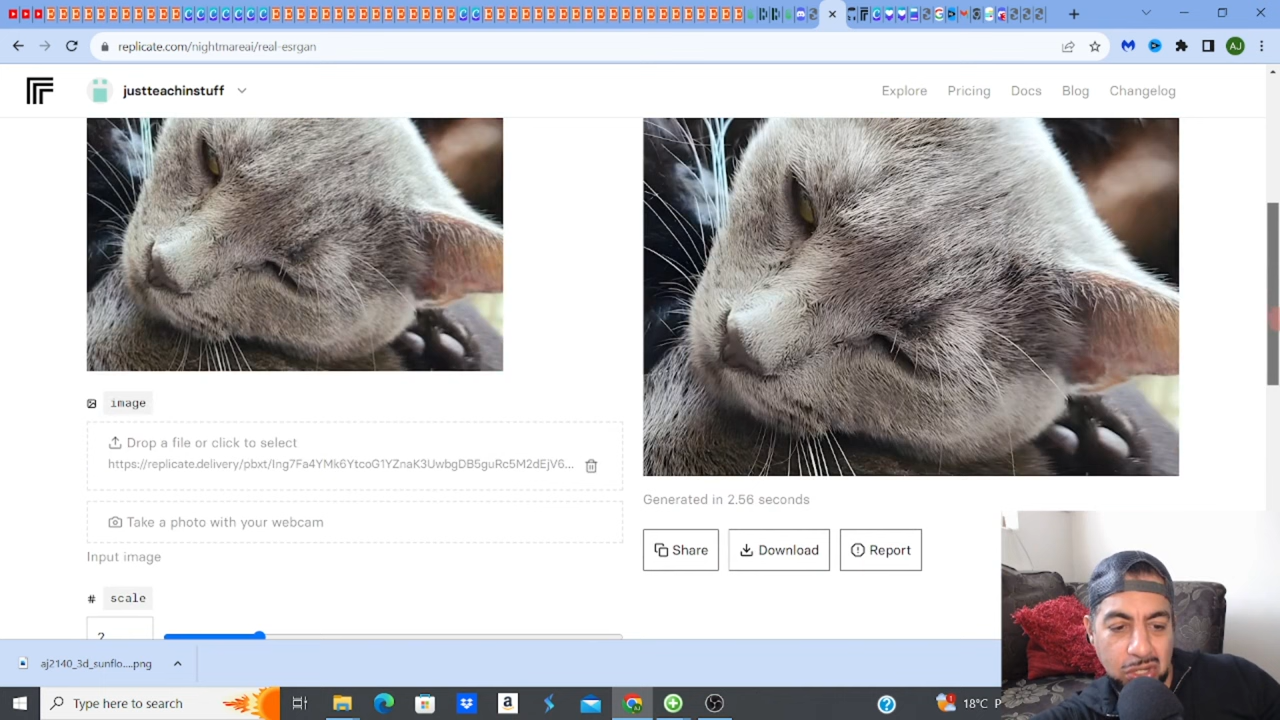 replicate.com/nightmareai/real-esrgan
AJ
justteachinstuff
Explore Pricing Docs Blog Changelog
image
Drop a file or click to select
https://replicate.delivery/pbxt/Ing7Fa4YMk6YtcoG1YZnaK3UwbgDB5guRc5M2dEjV6...
Take a photo with your webcam
Input image
# scale
2
Generated in 2.56 seconds
Share Download Report
aj2140_3d_sunflo....png
Type here to search
18°C P